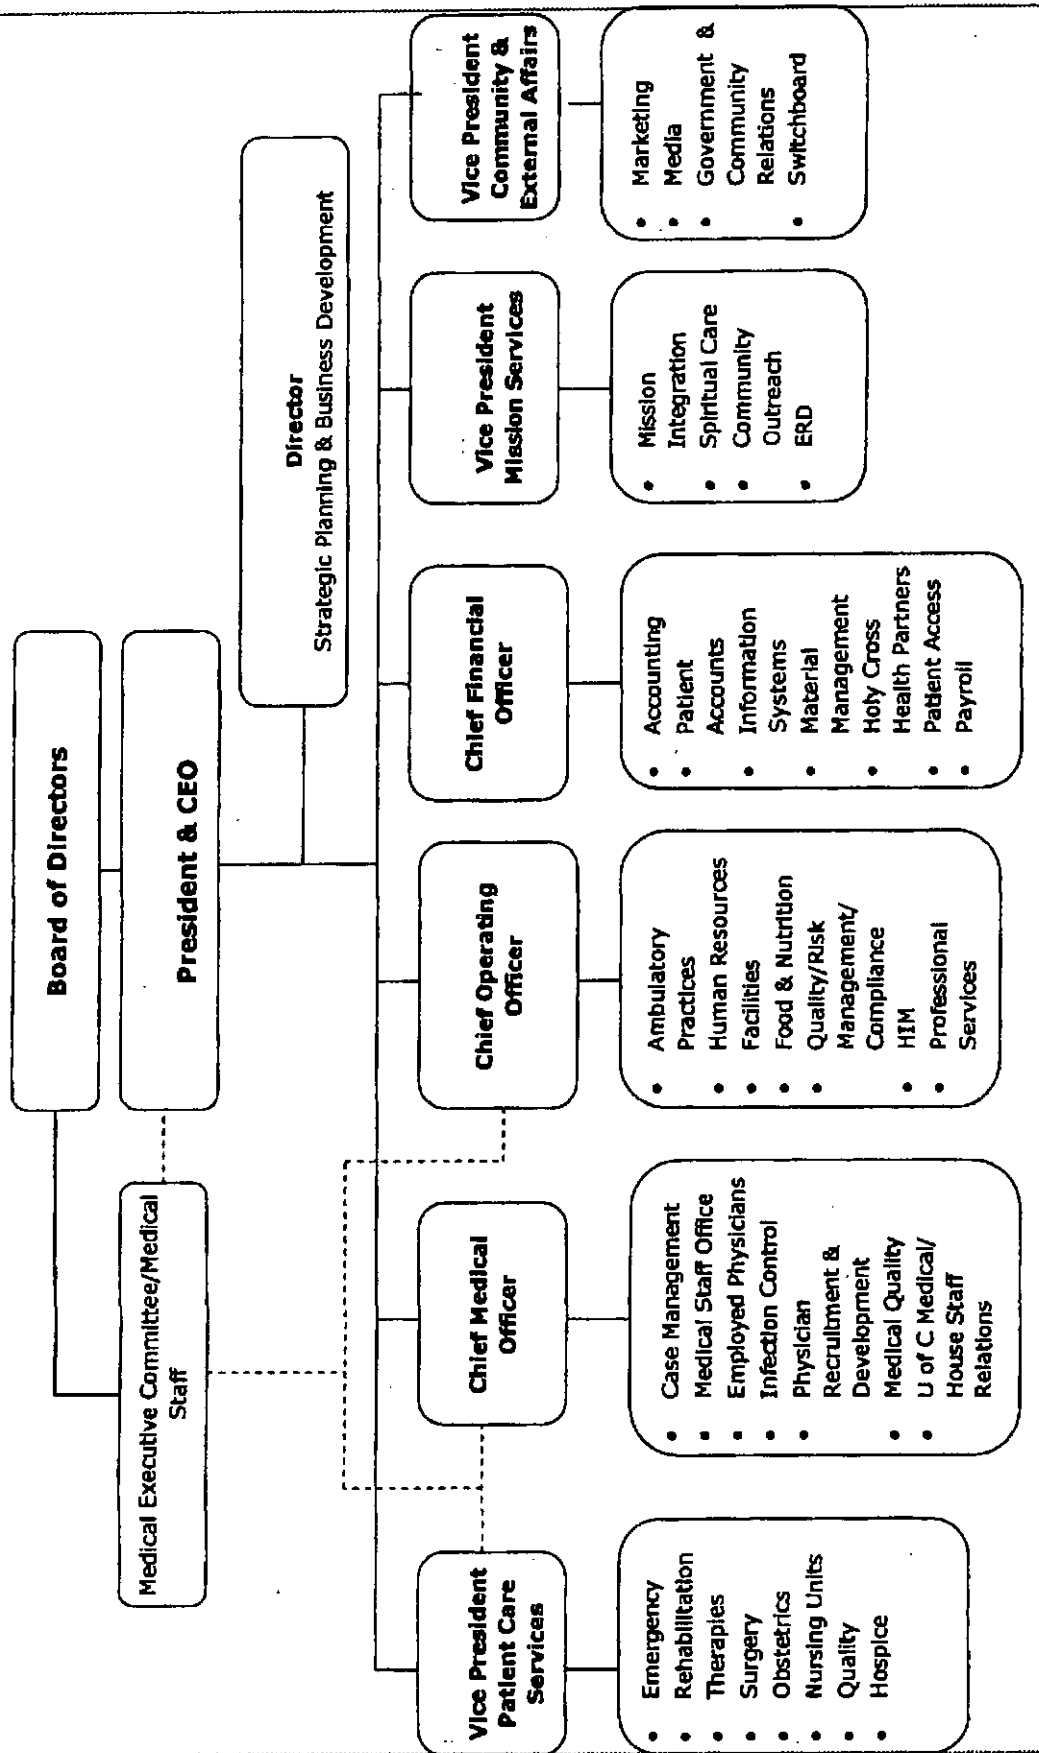 Board of Directors
President & CEO
Medical Executive Committee/Medical
Staff
Director
Strategic Planning & Business Development
Vice President
Patient Care
Services
Chief Medical
Officer
Chief Operating
Officer
Chief Financial
Officer
Vice President
Mission Services
Vice President
Community &
External Affairs
• Emergency
• Rehabilitation
Therapies
• Surgery
• Obstetrics
• Nursing Units
• Quality
• Hospice
• Case Management
• Medical Staff Office
• Employed Physicians
• Infection Control
• Physician
Recruitment &
Development
• Medical Quality
• U of C Medical/
House Staff
Relations
• Ambulatory
Practices
• Human Resources
• Facilities
• Food & Nutrition
• Quality/Risk
Management/
Compliance
• HIM
• Professional
Services
• Accounting
• Patient
Accounts
• Information
Systems
• Material
Management
• Holy Cross
Health Partners
• Patient Access
• Payroll
• Mission
Integration
• Spiritual Care
• Community
Outreach
• ERD
• Marketing
• Media
• Government &
Community
Relations
• Switchboard